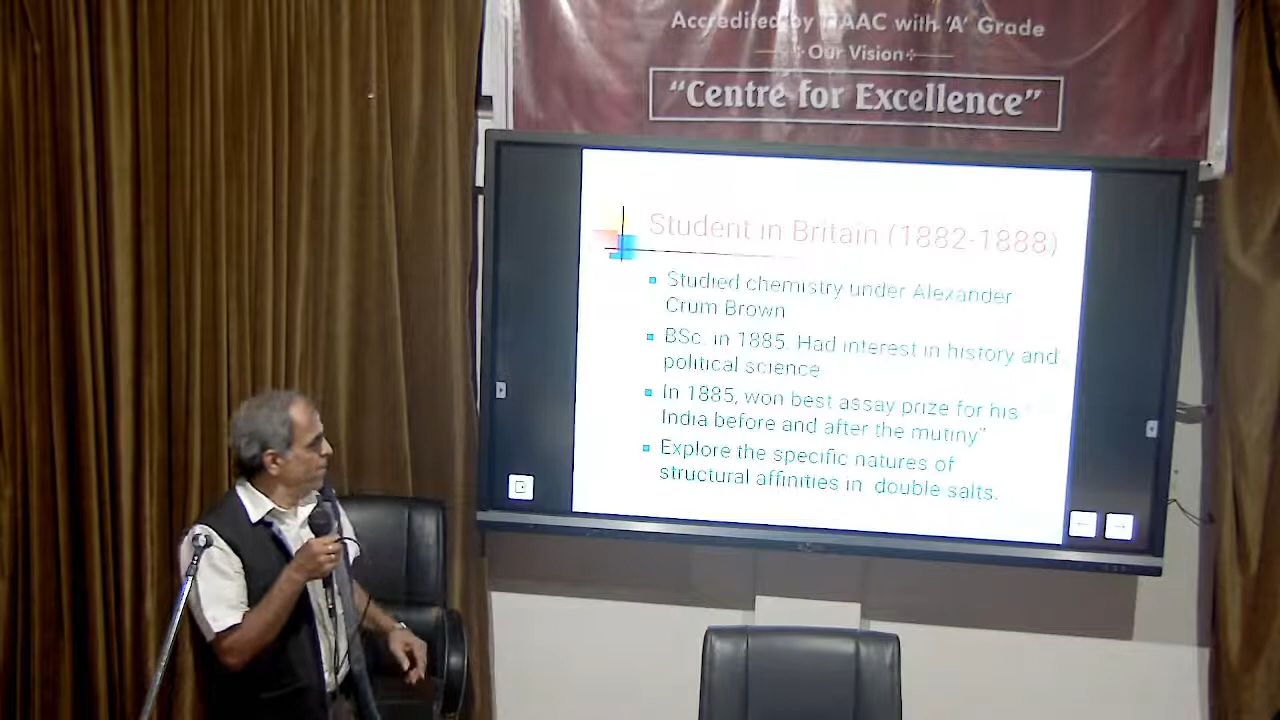 Accredited by NAAC with 'A' Grade
Our Vision
"Centre for Excellence"
Student in Britain (1882-1888)
Studied chemistry under Alexander
Crum Brown
BSc. in 1885. Had interest in history and
political science
In 1885, won best assay prize for his "
India before and after the mutiny"
Explore the specific natures of
structural affinities in double salts.